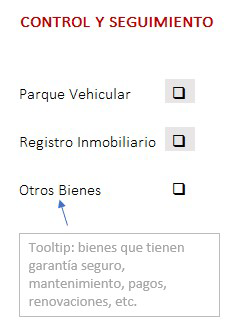 CONTROL Y SEGUIMIENTO
Parque Vehicular
Registro Inmobiliario
Otros Bienes
Tooltip: bienes que tienen
garantía seguro,
mantenimiento, pagos,
renovaciones, etc.